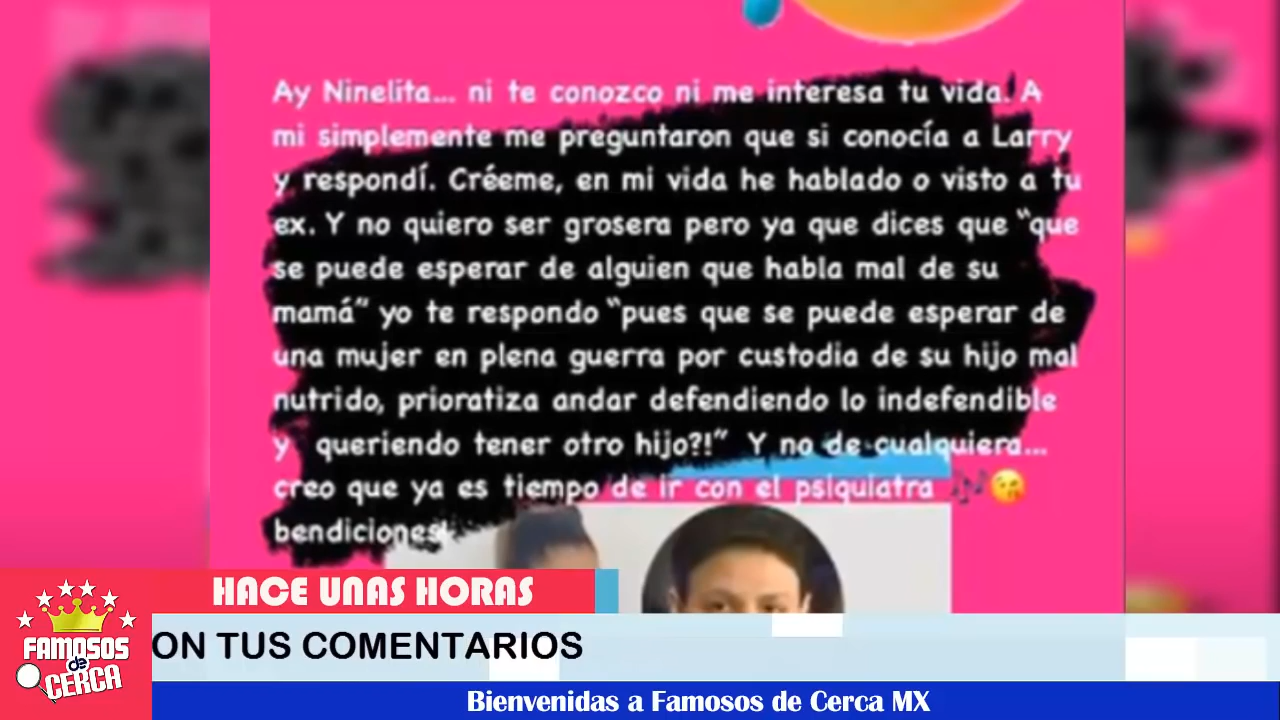 Ay Ninelita... ni te conozco ni me interesa tu vida. A
mi simplemente me preguntaron que si conocía a Larry
y respondí. Créeme, en mi vida he hablado o visto a tu
ex. Y no quiero ser grosera pero ya que dices que “que
se puede esperar de alguien que habla mal de su
mamá” yo te respondo “pues que se puede esperar de
una mujer en plena guerra por custodia de su hijo mal
nutrido, prioratiza andar defendiendo lo indefendible
y queriendo tener otro hijo?!” Y no de cualquiera...
creo que ya es tiempo de ir con el psiquiatra 🎶😘
bendiciones!
HACE UNAS HORAS
ON TUS COMENTARIOS
FAMOSOS
de
CERCA
Bienvenidas a Famosos de Cerca MX